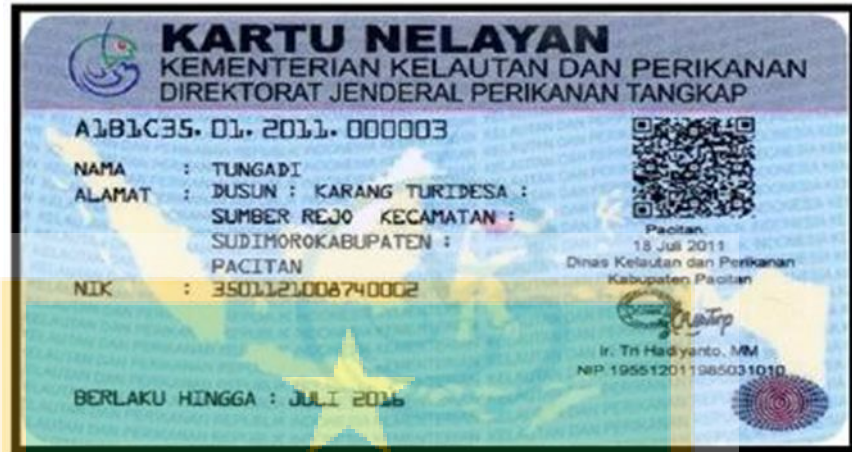 KARTU NELAYAN
KEMENTERIAN KELAUTAN DAN PERIKANAN
DIREKTORAT JENDERAL PERIKANAN TANGKAP
A1B1C35. 01. 2011. 000003
NAMA : TUNGADI
ALAMAT : DUSUN : KARANG TURIDESA :
SUMBER REJO KECAMATAN :
SUDIMOROKABUPATEN :
PACITAN
NIK : 3501121008740002
BERLAKU HINGGA : JULI 2016
Pacitan,
18 Juli 2011
Dinas Kelautan dan Perikanan
Kabupaten Pacitan
Ir. Tri Hadiyanto, MM
NIP 195512011985031010